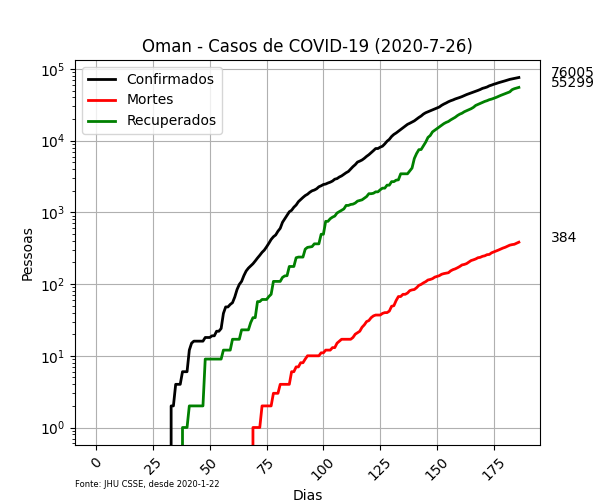 Oman - Casos de COVID-19 (2020-7-26)
Confirmados
Mortes
Recuperados
76005
55299
384
Pessoas
10^5
10^4
10^3
10^2
10^1
10^0
0 25 50 75 100 125 150 175
Dias
Fonte: JHU CSSE, desde 2020-1-22